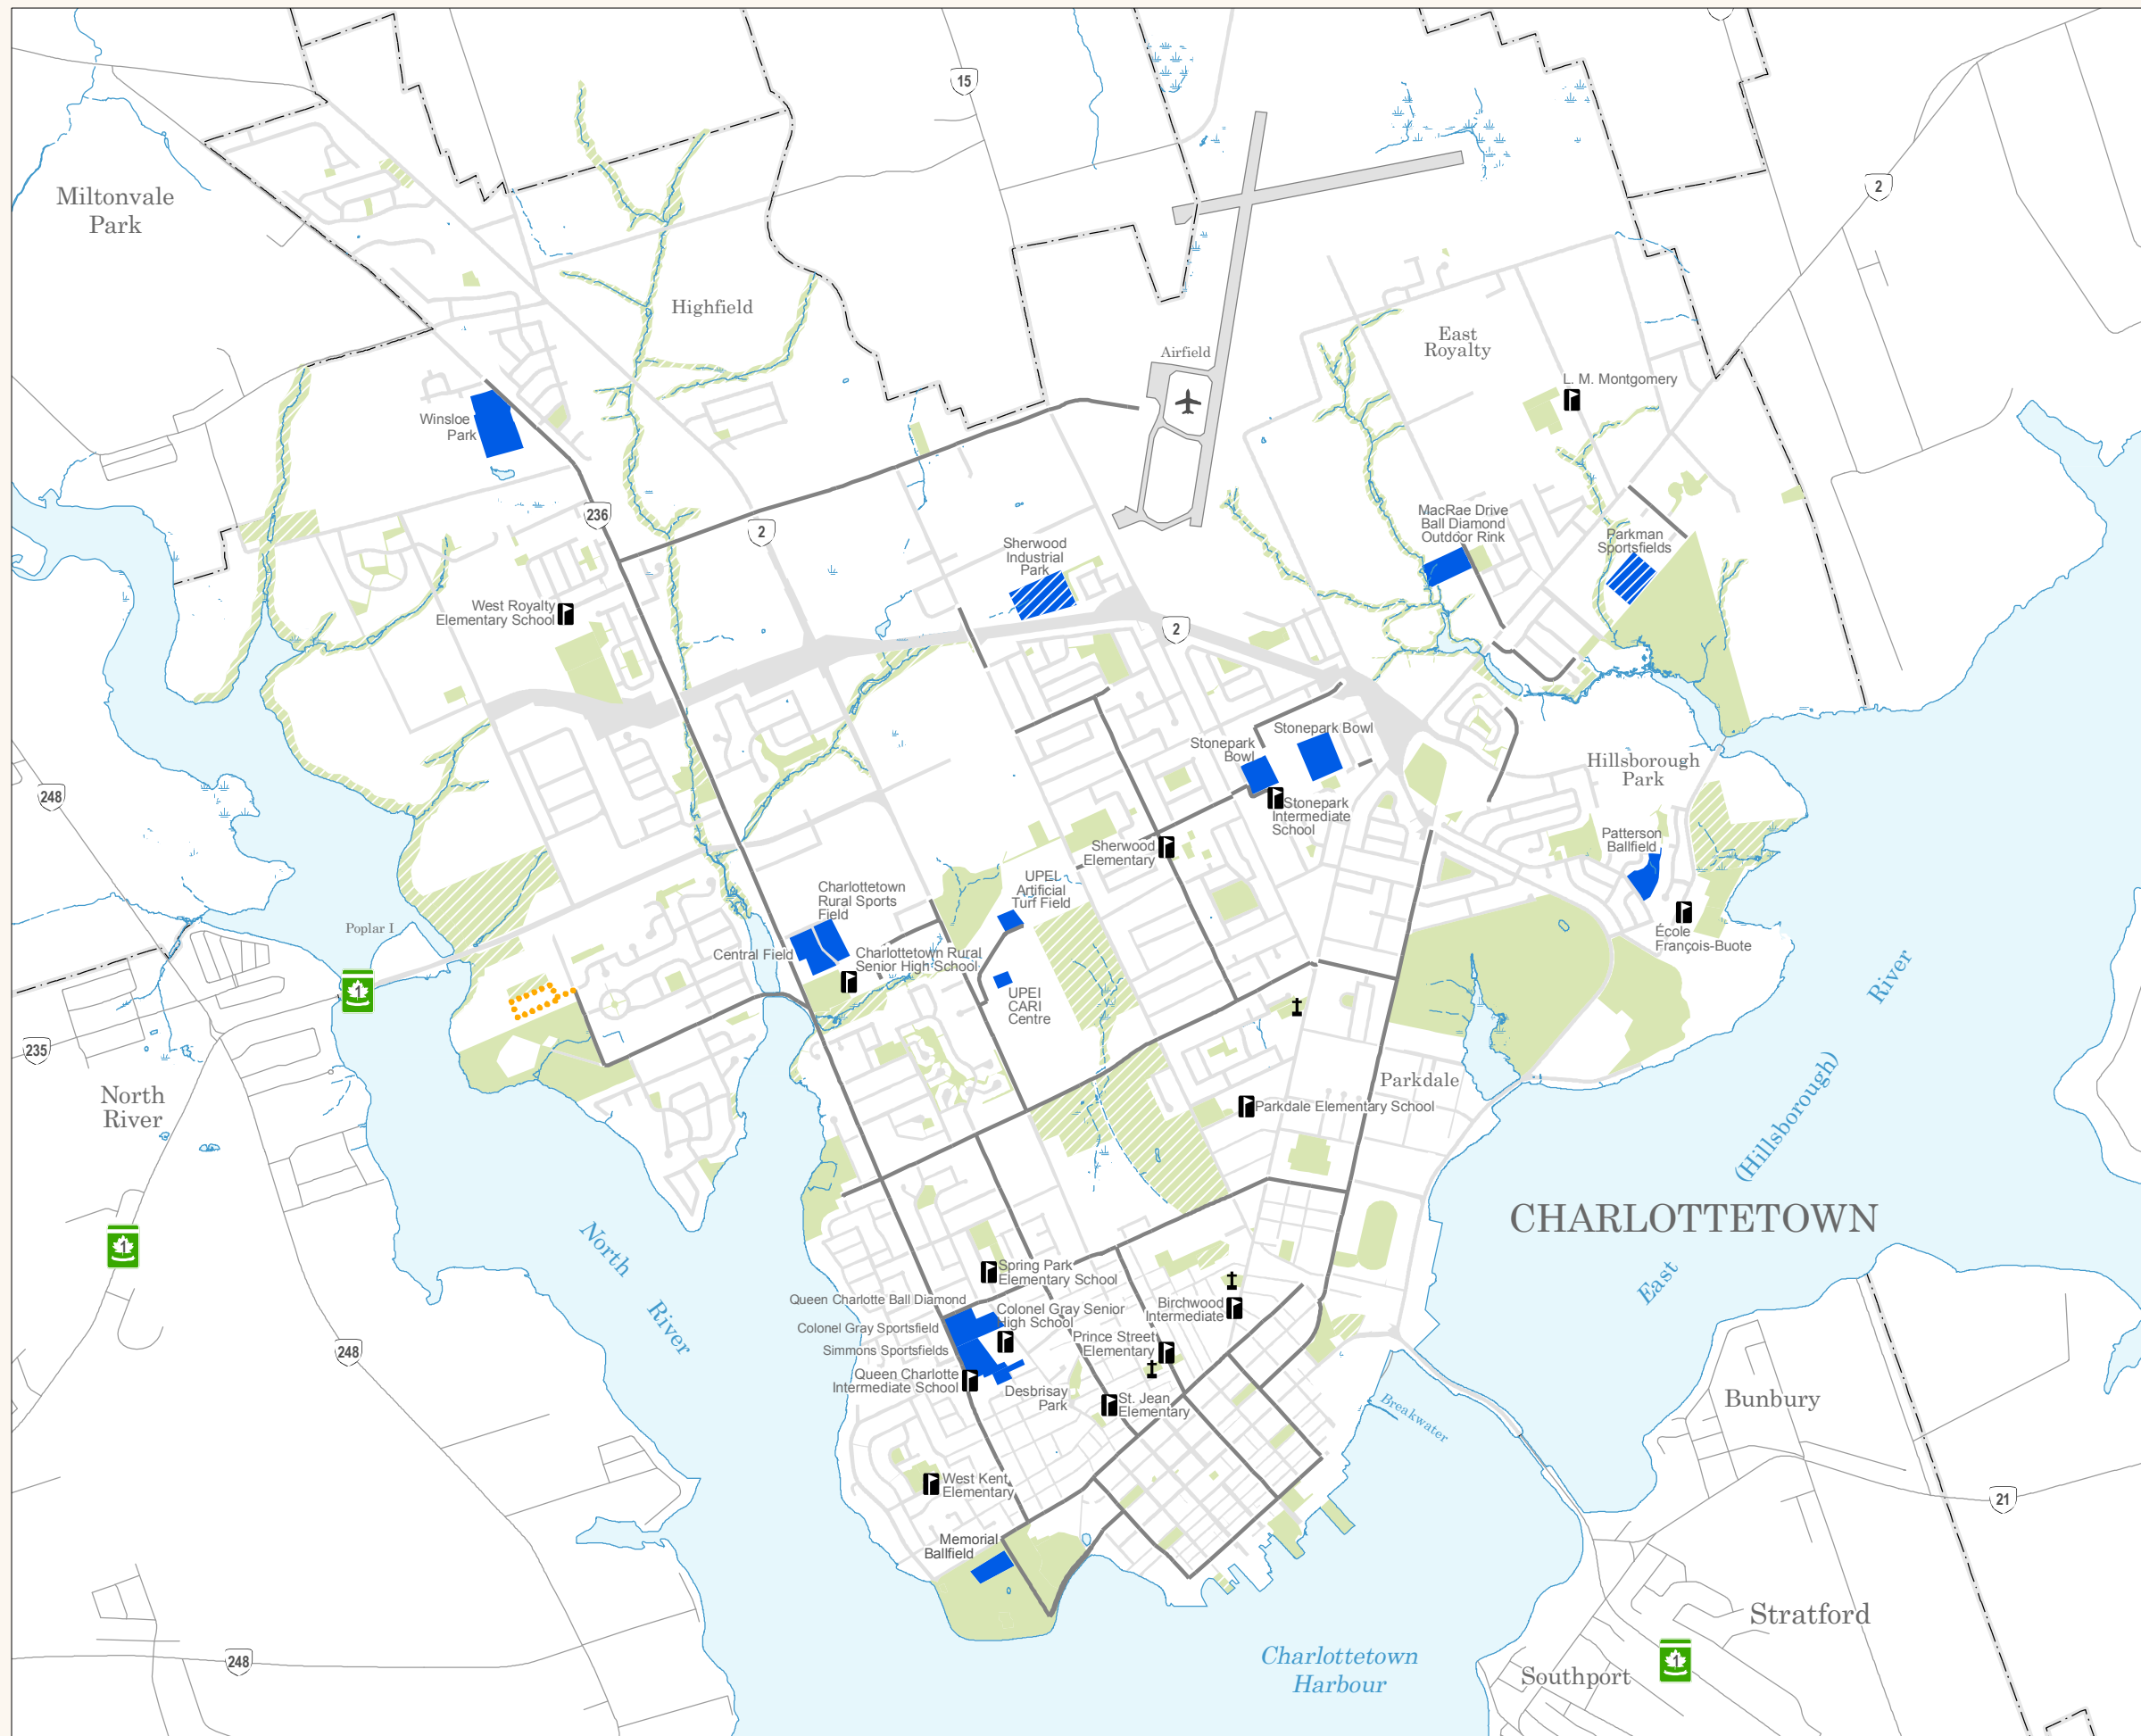 15
2
Miltonvale
Park
Highfield
East
Royalty
Airfield
L. M. Montgomery
Winsloe
Park
236
2
MacRae Drive
Ball Diamond
Outdoor Rink
Parkman
Sportsfields
Sherwood
Industrial
Park
West Royalty
Elementary School
2
Stonepark Bowl
Stonepark
Bowl
Hillsborough
Park
248
Stonepark
Intermediate
School
Patterson
Ballfield
Sherwood
Elementary
UPEI
Artificial
Turf Field
Charlottetown
Rural Sports
Field
Poplar I
Central Field
Charlottetown Rural
Senior High School
École
François-Buote
1
UPEI
CARI
Centre
235
North
River
Parkdale
Parkdale Elementary School
East
(Hillsborough)
River
CHARLOTTETOWN
1
North
River
Spring Park
Elementary School
Queen Charlotte Ball Diamond
Colonel Gray Senior
High School
Colonel Gray Sportsfield
Simmons Sportsfields
Birchwood
Intermediate
Prince Street
Elementary
248
Queen Charlotte
Intermediate School
Desbrisay
Park
St. Jean
Elementary
Breakwater
Bunbury
West Kent
Elementary
21
Memorial
Ballfield
Stratford
248
Charlottetown
Harbour
Southport
1